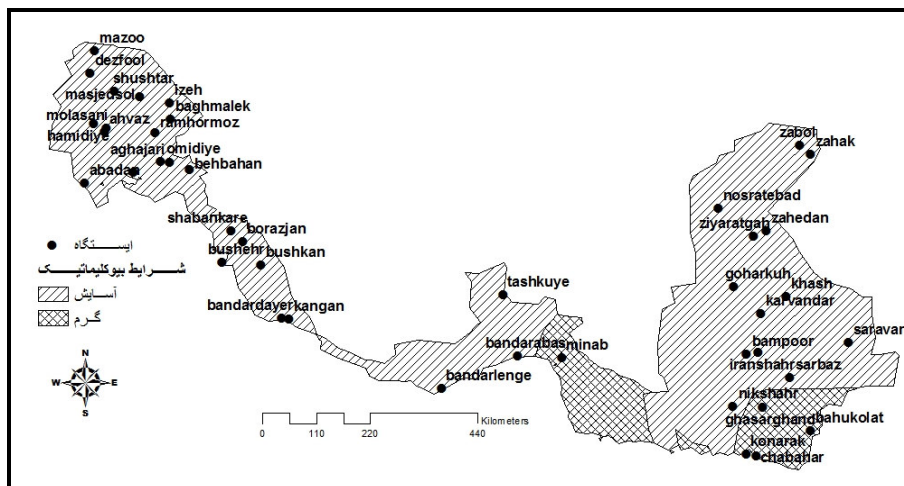 mazoo
dezfool
shushtar
masjedsol
Izeh
baghmalek
molasani
ahvaz
ramhormoz
hamidiye
aghajari
omidiye
behbahan
abadan
shabankare
borazjan
bushehr
bushkan
bandardayer
kangan
tashkuye
bandarabas
minab
bandarlenge
zabol
zahak
nosratebad
ziyaratgah
zahedan
goharkuh
khash
karvandar
saravan
bampoor
iranshahr
sarbaz
nikshahr
ghasarghand
bahukolat
konarak
chabahar
ایستگاه
شرایط بیوکلیماتیک
آسایش
گرم
N
W E
S
Kilometers
0 110 220 440